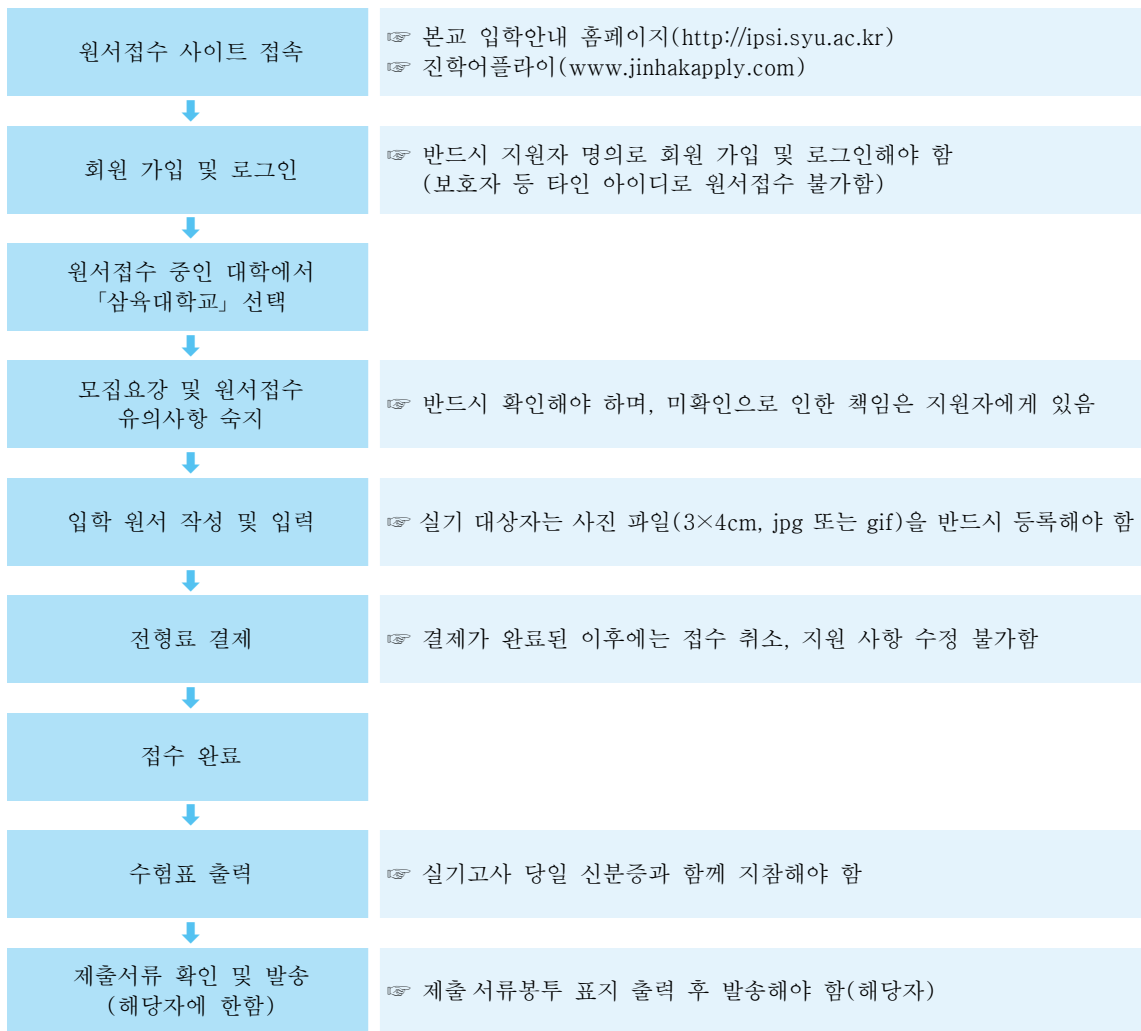 원서접수 사이트 접속
☞ 본교 입학안내 홈페이지(http://ipsi.syu.ac.kr)
☞ 진학어플라이(www.jinhakapply.com)
회원 가입 및 로그인
☞ 반드시 지원자 명의로 회원 가입 및 로그인해야 함
(보호자 등 타인 아이디로 원서접수 불가함)
원서접수 중인 대학에서
「삼육대학교」 선택
모집요강 및 원서접수
유의사항 숙지
☞ 반드시 확인해야 하며, 미확인으로 인한 책임은 지원자에게 있음
입학 원서 작성 및 입력
☞ 실기 대상자는 사진 파일(3×4cm, jpg 또는 gif)을 반드시 등록해야 함
전형료 결제
☞ 결제가 완료된 이후에는 접수 취소, 지원 사항 수정 불가함
접수 완료
수험표 출력
☞ 실기고사 당일 신분증과 함께 지참해야 함
제출서류 확인 및 발송
(해당자에 한함)
☞ 제출 서류봉투 표지 출력 후 발송해야 함(해당자)